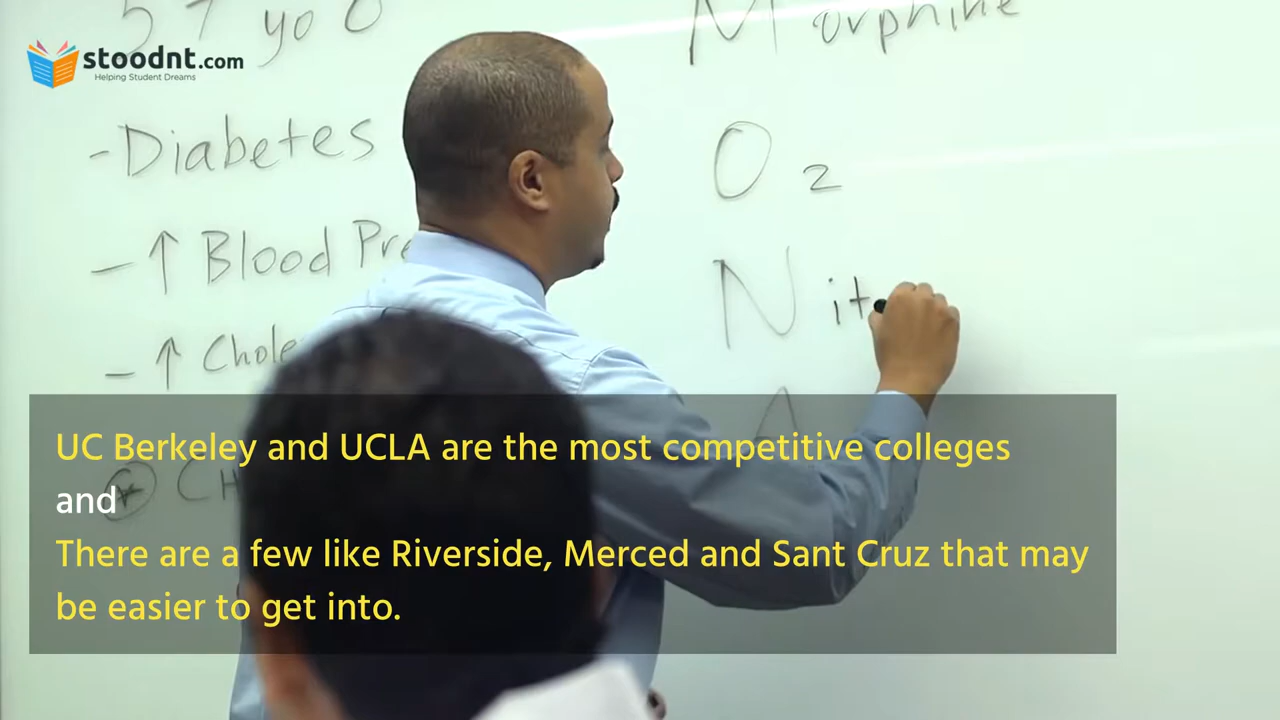 57 yo
Morphine
stoodnt.com
Helping Student Dreams
-Diabetes
O2
-↑ Blood Pre
Nit
-↑ Chole
A
CH
UC Berkeley and UCLA are the most competitive colleges
and
There are a few like Riverside, Merced and Sant Cruz that may
be easier to get into.